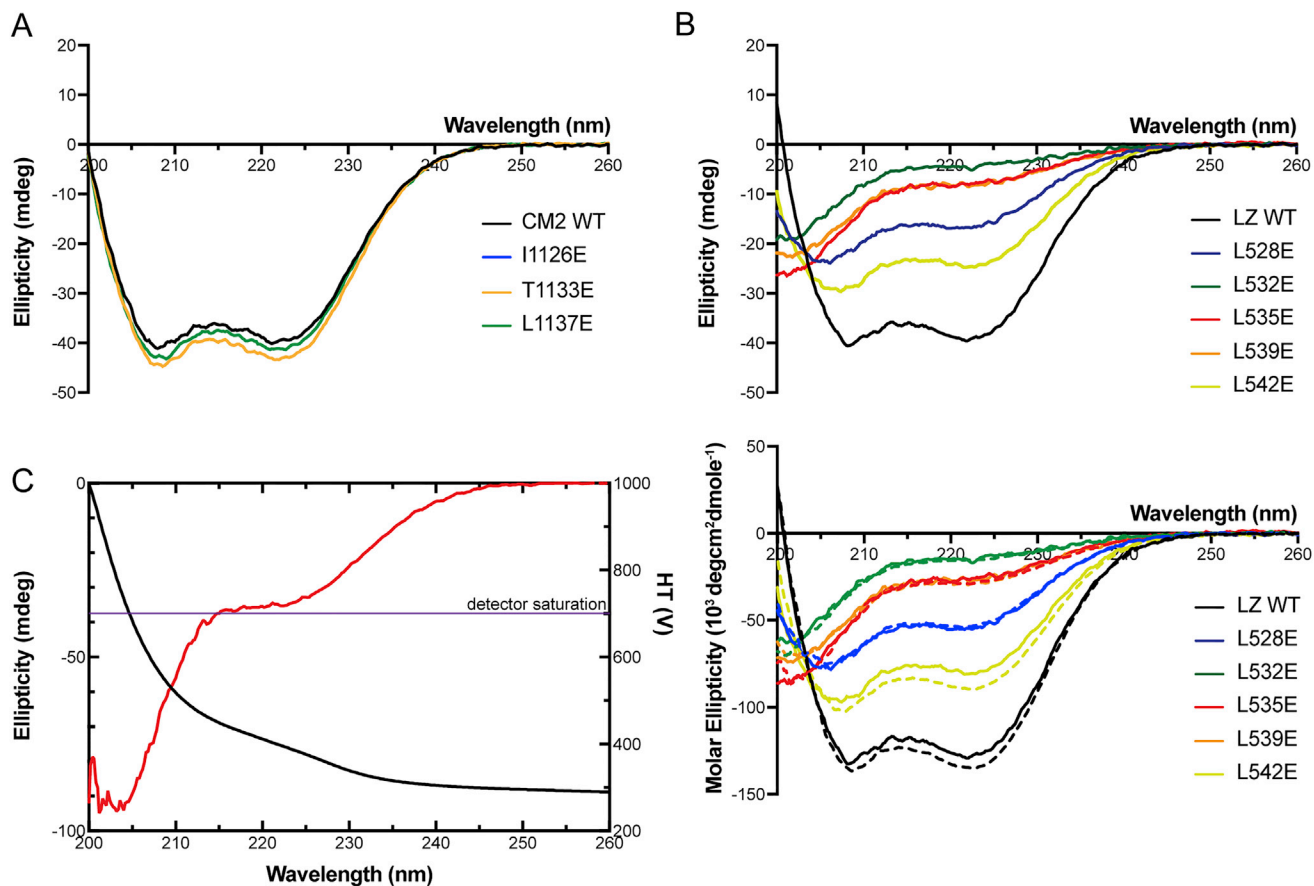 A
20
10
0
-10
-20
-30
-40
-50
Ellipticity (mdeg)
Wavelength (nm)
200 210 220 230 240 250 260
CM2 WT
I1126E
T1133E
L1137E
B
20
10
0
-10
-20
-30
-40
-50
Ellipticity (mdeg)
Wavelength (nm)
200 210 220 230 240 250 260
LZ WT
L528E
L532E
L535E
L539E
L542E
C
0
-50
-100
Ellipticity (mdeg)
detector saturation
1000
800
600
400
200
HT (V)
200 210 220 230 240 250 260
Wavelength (nm)
50
0
-50
-100
-150
Molar Ellipticity (10³ degcm²dmole⁻¹)
Wavelength (nm)
200 210 220 230 240 250 260
LZ WT
L528E
L532E
L535E
L539E
L542E